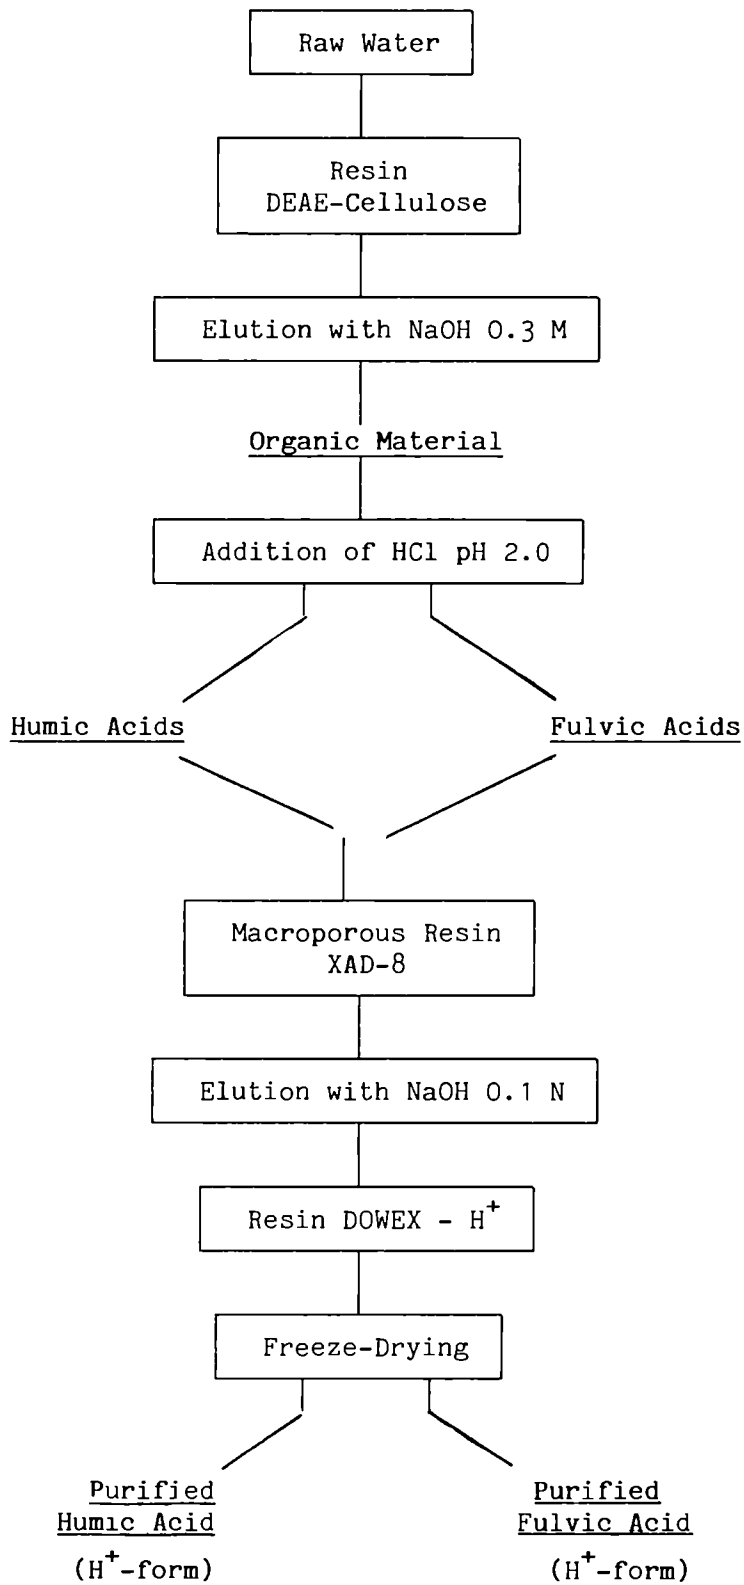 Raw Water
Resin
DEAE-Cellulose
Elution with NaOH 0.3 M
Organic Material
Addition of HCl pH 2.0
Humic Acids
Fulvic Acids
Macroporous Resin
XAD-8
Elution with NaOH 0.1 N
Resin DOWEX - H⁺
Freeze-Drying
Purified
Humic Acid
(H⁺-form)
Purified
Fulvic Acid
(H⁺-form)